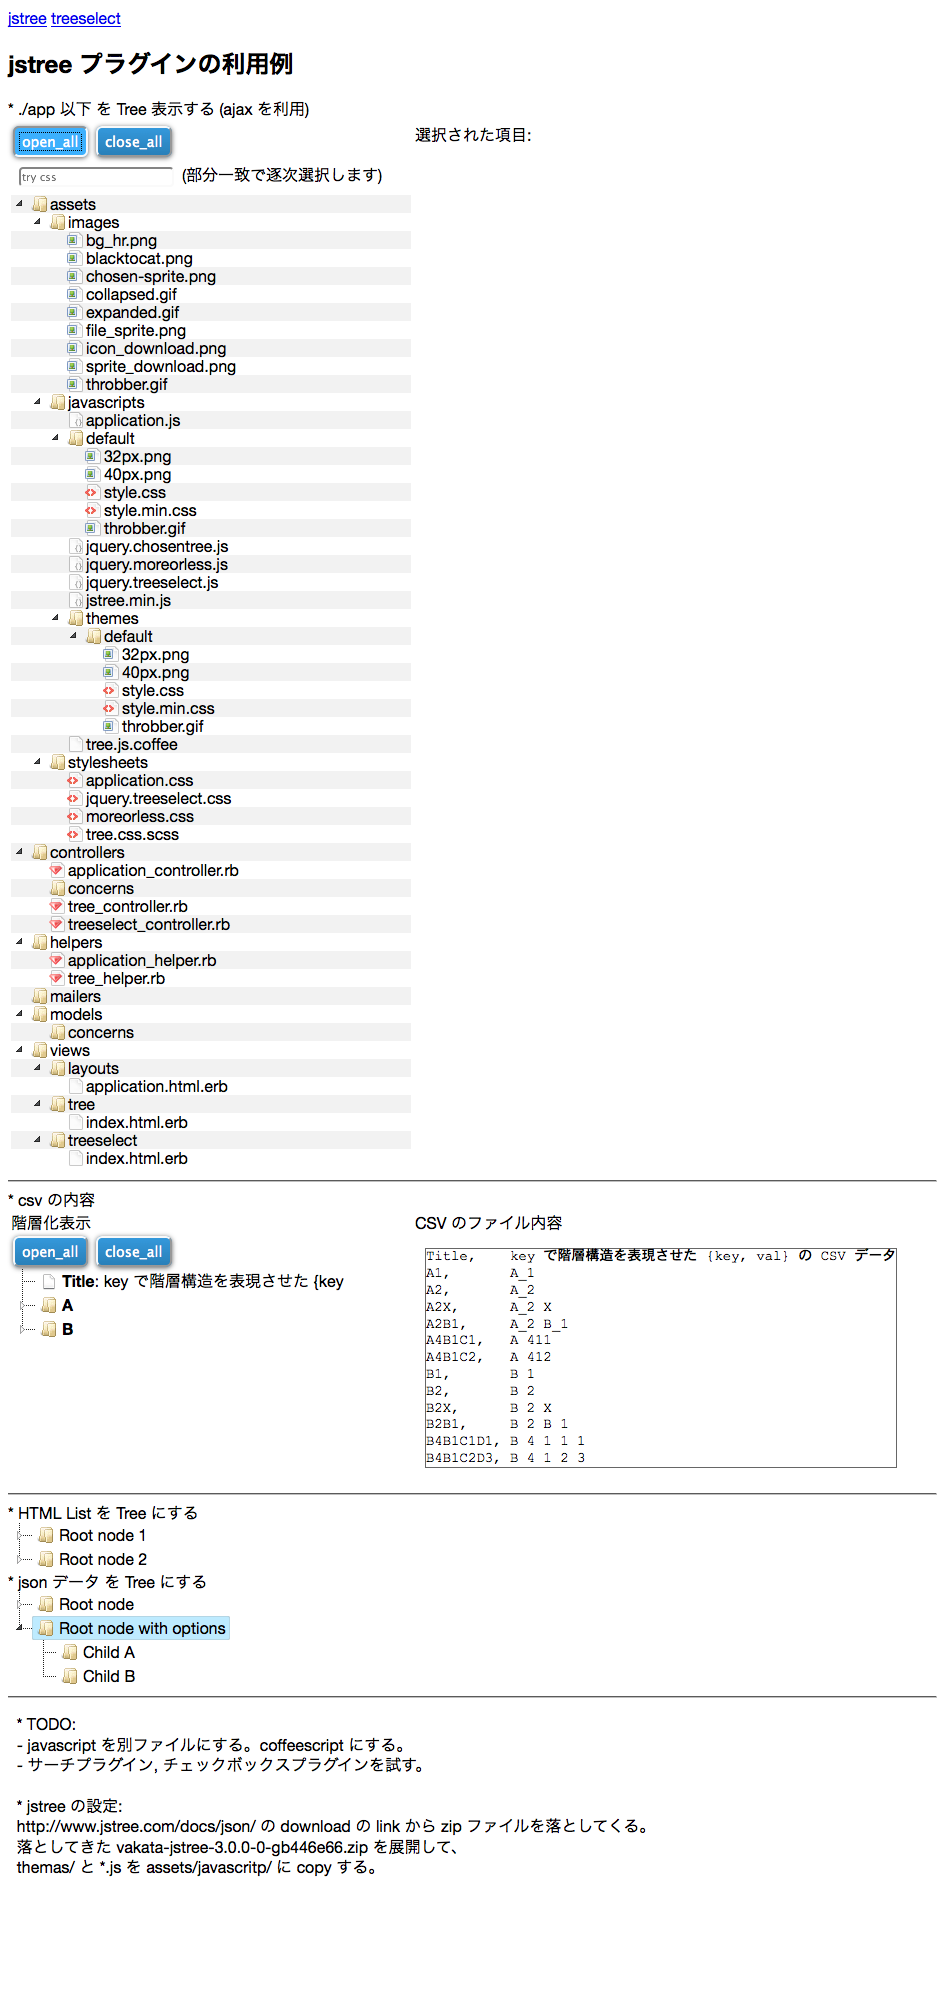 jstree treeselect
jstree プラグインの利用例
* ./app 以下 を Tree 表示する (ajax を利用)
open_all close_all
try css (部分一致で逐次選択します)
assets
images
bg_hr.png
blacktocat.png
chosen-sprite.png
collapsed.gif
expanded.gif
file_sprite.png
icon_download.png
sprite_download.png
throbber.gif
javascripts
application.js
default
32px.png
40px.png
style.css
style.min.css
throbber.gif
jquery.chosentree.js
jquery.moreorless.js
jquery.treeselect.js
jstree.min.js
themes
default
32px.png
40px.png
style.css
style.min.css
throbber.gif
tree.js.coffee
stylesheets
application.css
jquery.treeselect.css
moreorless.css
tree.css.scss
controllers
application_controller.rb
concerns
tree_controller.rb
treeselect_controller.rb
helpers
application_helper.rb
tree_helper.rb
mailers
models
concerns
views
layouts
application.html.erb
tree
index.html.erb
treeselect
index.html.erb
選択された項目:
* csv の内容
階層化表示
open_all close_all
Title: key で階層構造を表現させた {key
A
B
CSV のファイル内容
Title, key で階層構造を表現させた {key, val} の CSV データ
A1, A_1
A2, A_2
A2X, A_2 X
A2B1, A_2 B_1
A4B1C1, A 411
A4B1C2, A 412
B1, B 1
B2, B 2
B2X, B 2 X
B2B1, B 2 B 1
B4B1C1D1, B 4 1 1 1
B4B1C2D3, B 4 1 2 3
* HTML List を Tree にする
Root node 1
Root node 2
* json データ を Tree にする
Root node
Root node with options
Child A
Child B
* TODO:
- javascript を別ファイルにする。coffeescript にする。
- サーチプラグイン, チェックボックスプラグインを試す。
* jstree の設定:
http://www.jstree.com/docs/json/ の download の link から zip ファイルを落としてくる。
落としてきた vakata-jstree-3.0.0-0-gb446e66.zip を展開して、
themas/ と *.js を assets/javascritp/ に copy する。